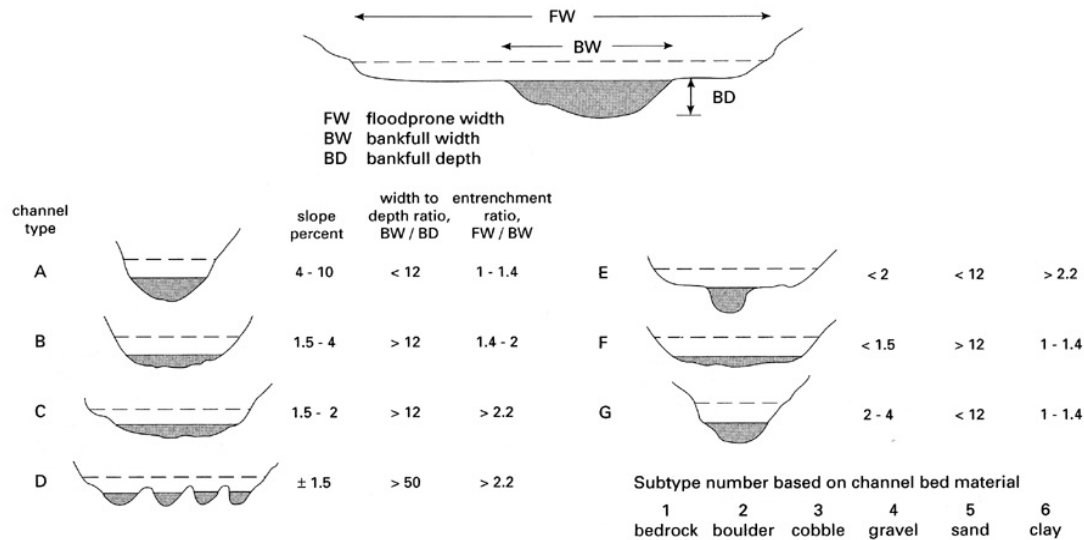 FW
BW
BD
FW floodprone width
BW bankfull width
BD bankfull depth
channel type
slope percent
width to depth ratio, BW / BD
entrenchment ratio, FW / BW
A 4 - 10 < 12 1 - 1.4
B 1.5 - 4 > 12 1.4 - 2
C 1.5 - 2 > 12 > 2.2
D ± 1.5 > 50 > 2.2
E < 2 < 12 > 2.2
F < 1.5 > 12 1 - 1.4
G 2 - 4 < 12 1 - 1.4
Subtype number based on channel bed material
1 2 3 4 5 6
bedrock boulder cobble gravel sand clay